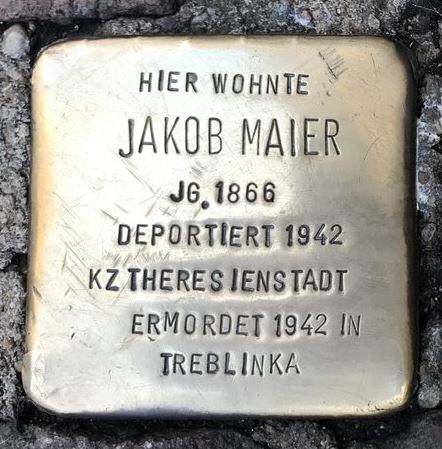 HIER WOHNTE
JAKOB MAIER
JG.1866
DEPORTIERT 1942
KZ THERESIENSTADT
ERMORDET 1942 IN
TREBLINKA